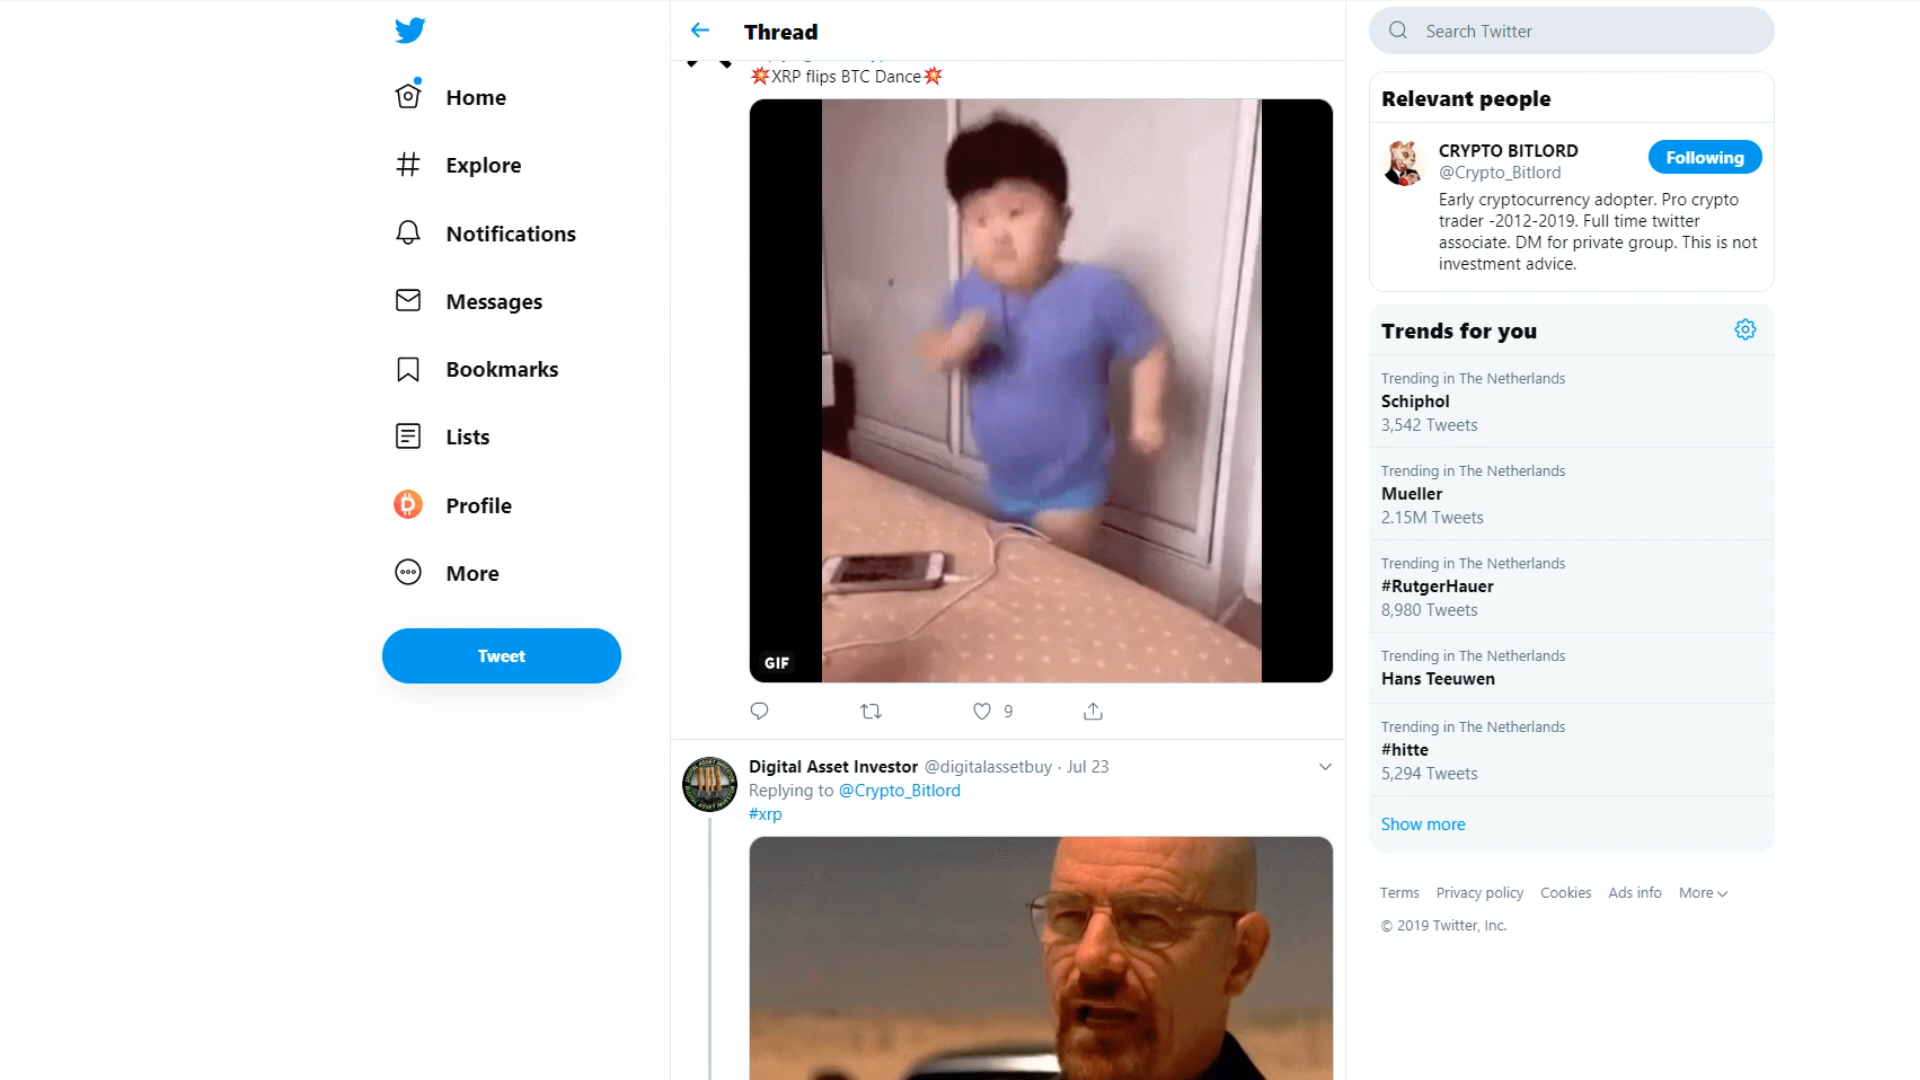 Home
Explore
Notifications
Messages
Bookmarks
Lists
Profile
More
Tweet
Thread
💥XRP flips BTC Dance💥
GIF
9
Digital Asset Investor @digitalassetbuy · Jul 23
Replying to @Crypto_Bitlord
#xrp
Search Twitter
Relevant people
CRYPTO BITLORD
@Crypto_Bitlord
Following
Early cryptocurrency adopter. Pro crypto
trader -2012-2019. Full time twitter
associate. DM for private group. This is not
investment advice.
Trends for you
Trending in The Netherlands
Schiphol
3,542 Tweets
Trending in The Netherlands
Mueller
2.15M Tweets
Trending in The Netherlands
#RutgerHauer
8,980 Tweets
Trending in The Netherlands
Hans Teeuwen
Trending in The Netherlands
#hitte
5,294 Tweets
Show more
Terms Privacy policy Cookies Ads info More
© 2019 Twitter, Inc.